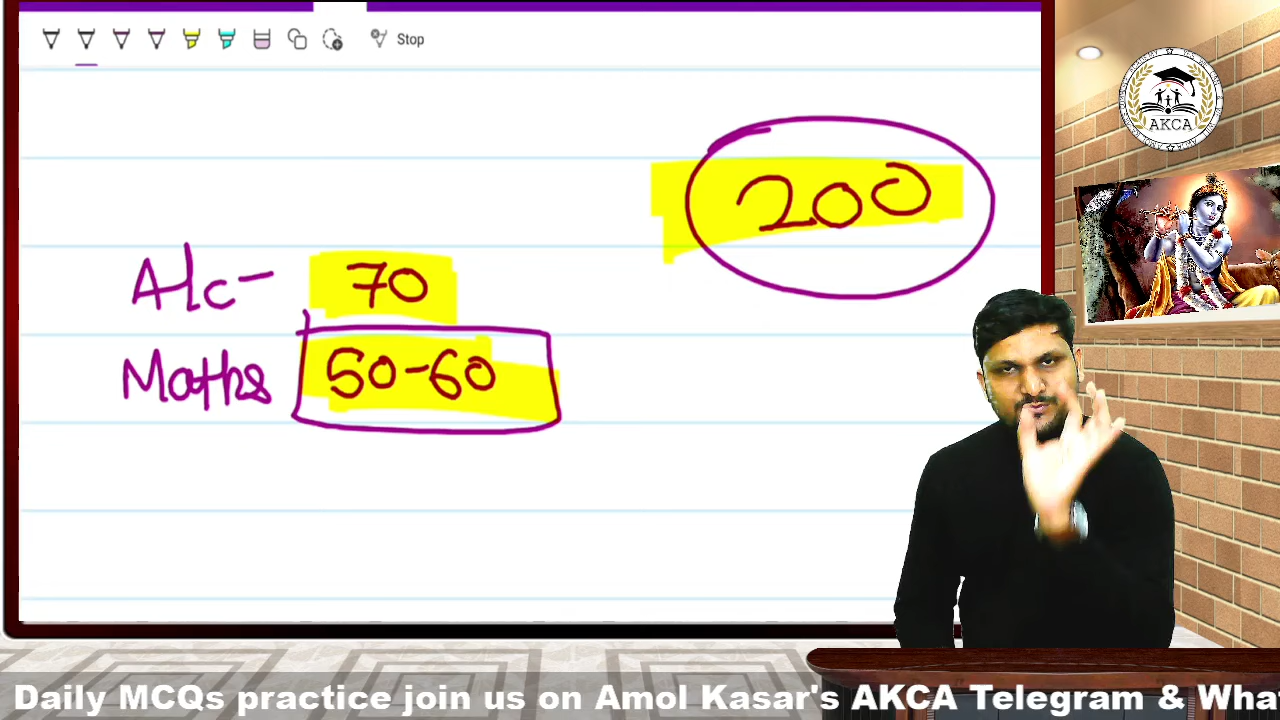 Stop
AKCA
200
A/c- 70
Maths 50-60
Daily MCQs practice join us on Amol Kasar's AKCA Telegram & Wha